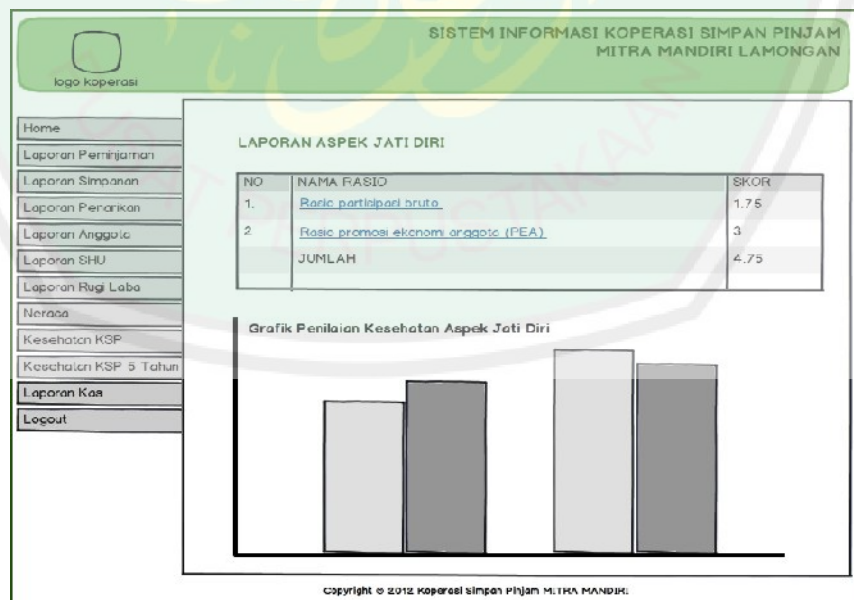 SISTEM INFORMASI KOPERASI SIMPAN PINJAM
MITRA MANDIRI LAMONGAN
logo koperasi
Home
Laporan Peminjaman
Laporan Simpanan
Laporan Penarikan
Laporan Anggota
Laporan SHU
Laporan Rugi Laba
Neraca
Kesehatan KSP
Kesehatan KSP 5 Tahun
Laporan Kas
Logout
LAPORAN ASPEK JATI DIRI
NO NAMA RASIO SKOR
1. Rasio partisipasi bruto 1.75
2 Rasio promosi ekonomi anggota (PEA) 3
JUMLAH 4.75
Grafik Penilaian Kesehatan Aspek Jati Diri
Copyright © 2012 Koperasi Simpan Pinjam MITRA MANDIRI
PUSAT PERPUSTAKAAN